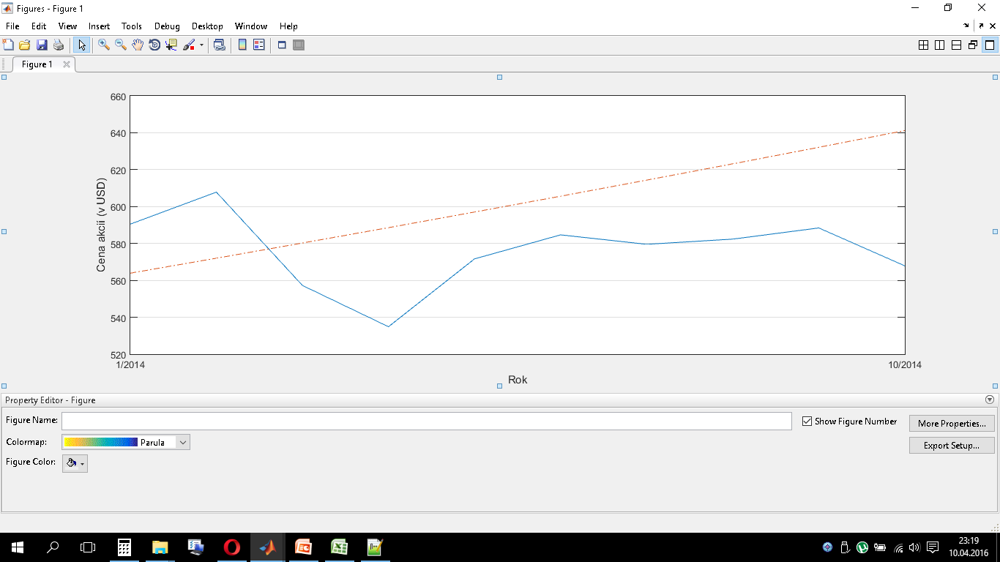 Figures - Figure 1
File Edit View Insert Tools Debug Desktop Window Help
Figure 1
660
640
620
600
580
560
540
520
Cena akcií (v USD)
1/2014 10/2014
Rok
Property Editor - Figure
Figure Name: Show Figure Number More Properties...
Colormap: Parula Export Setup...
Figure Color:
23:19
10.04.2016